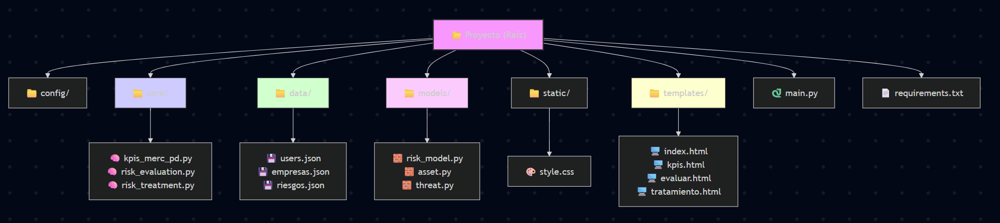 Proyecto (Raíz)
config/
core/
data/
models/
static/
templates/
main.py
requirements.txt
kpis_merc_pd.py
risk_evaluation.py
risk_treatment.py
users.json
empresas.json
riesgos.json
risk_model.py
asset.py
threat.py
style.css
index.html
kpis.html
evaluar.html
tratamiento.html